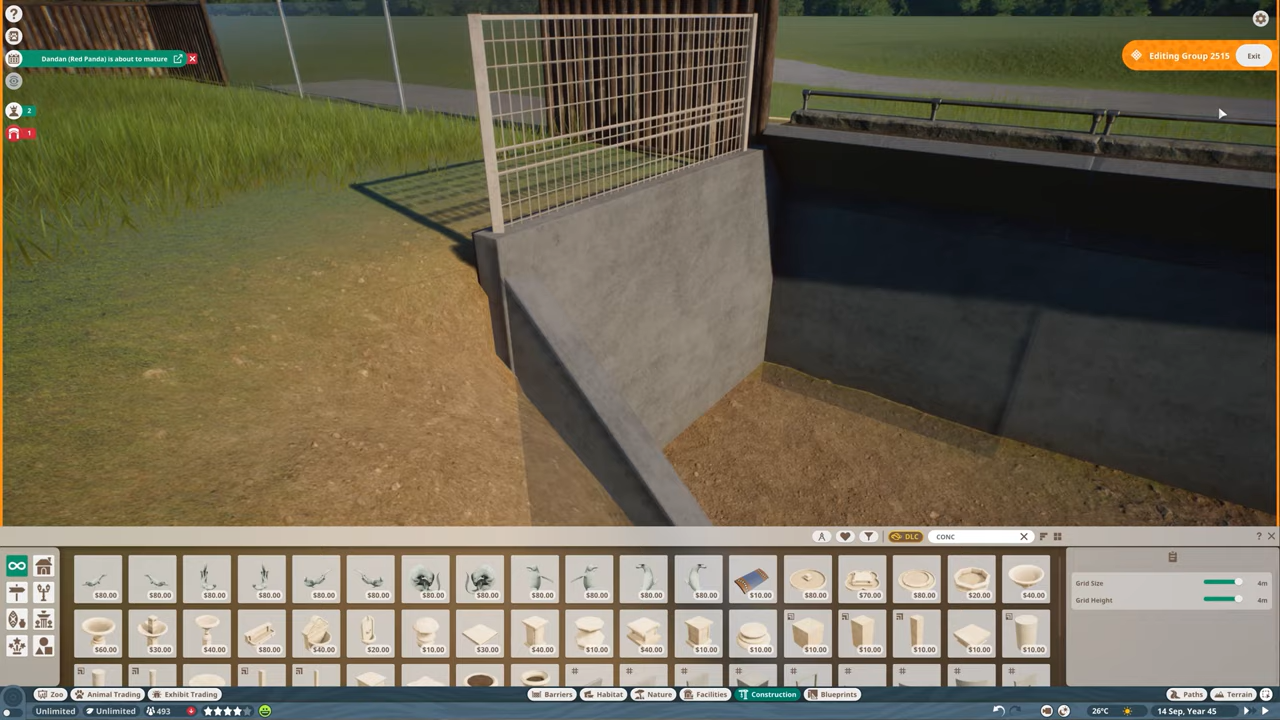 ?
Dandan (Red Panda) is about to mature
2
1
Editing Group 2515
Exit
DLC
CONC
?
$80.00 $80.00 $80.00 $80.00 $80.00 $80.00 $80.00 $80.00 $80.00 $80.00 $80.00 $80.00 $10.00 $80.00 $70.00 $80.00 $20.00 $40.00
$60.00 $30.00 $40.00 $80.00 $40.00 $20.00 $10.00 $30.00 $40.00 $10.00 $40.00 $10.00 $10.00 $10.00 $10.00 $10.00 $20.00 $10.00
Grid Size 4m
Grid Height 4m
Zoo Animal Trading Exhibit Trading Barriers Habitat Nature Facilities Construction Blueprints Paths Terrain
Unlimited Unlimited 493 26°C 14 Sep, Year 45